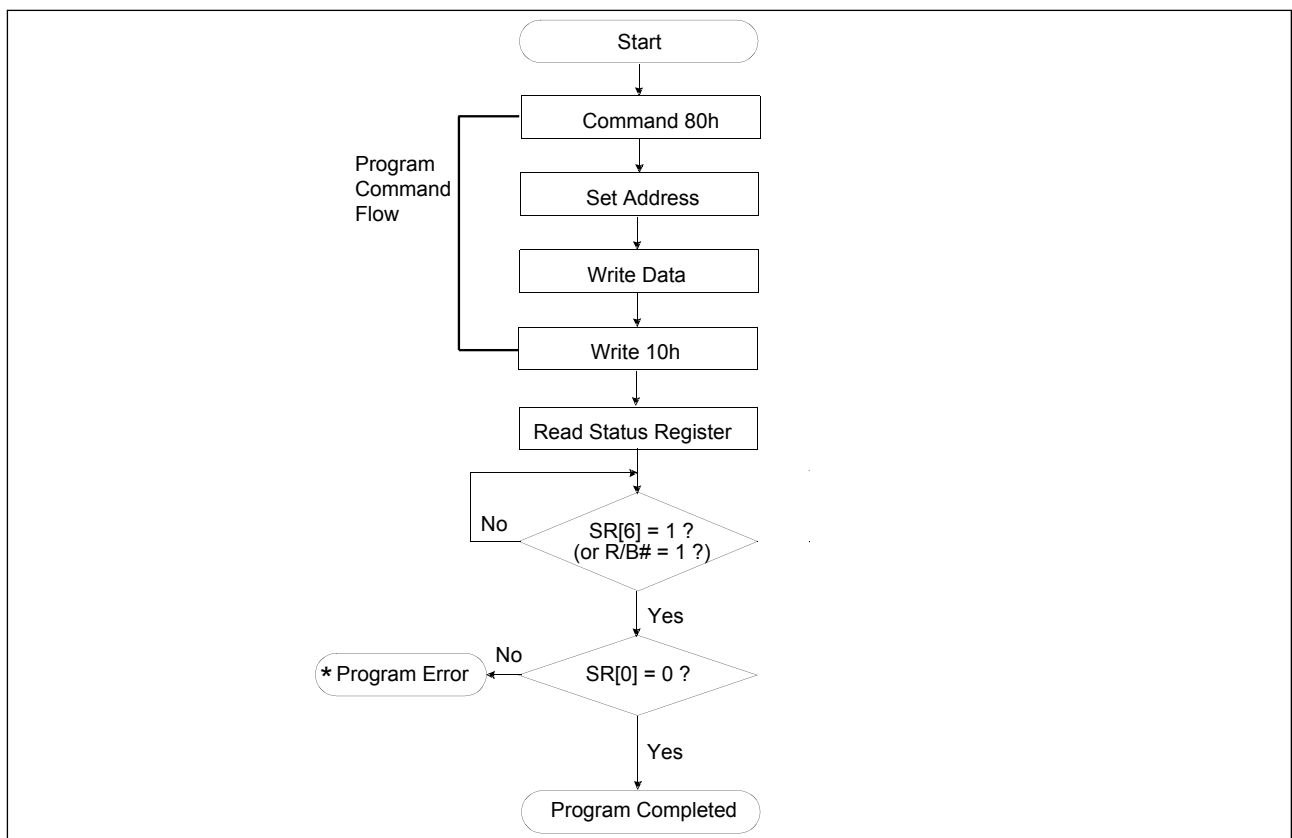 Start
Command 80h
Program
Command
Flow
Set Address
Write Data
Write 10h
Read Status Register
No
SR[6] = 1 ?
(or R/B# = 1 ?)
Yes
No
* Program Error
SR[0] = 0 ?
Yes
Program Completed